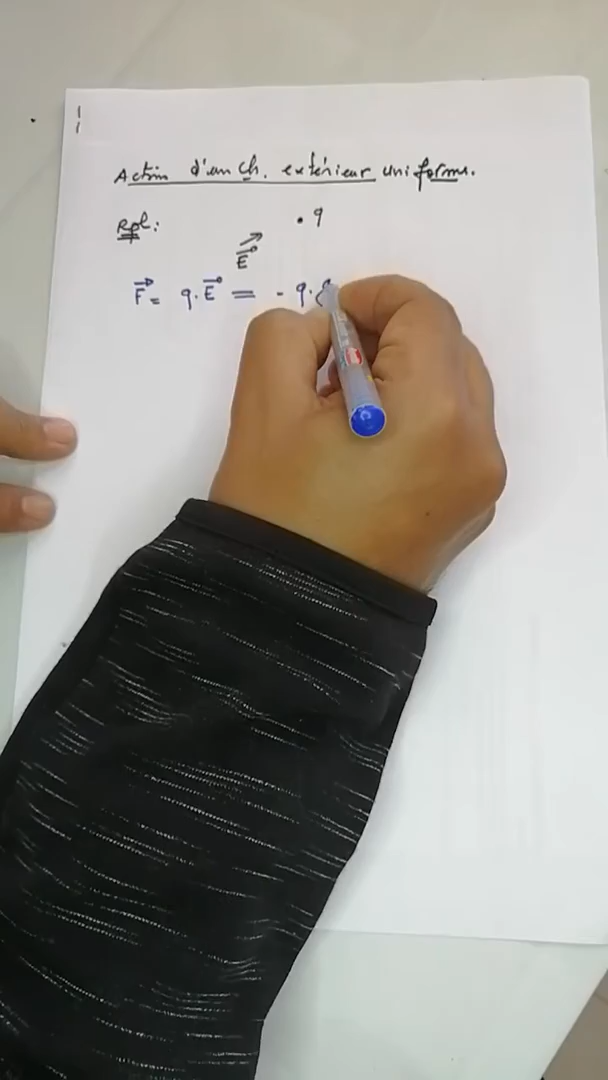 Action d'un ch. extérieur uniforme.
Rpl: . q
E⃗
F⃗ = q.E⃗ = - q.